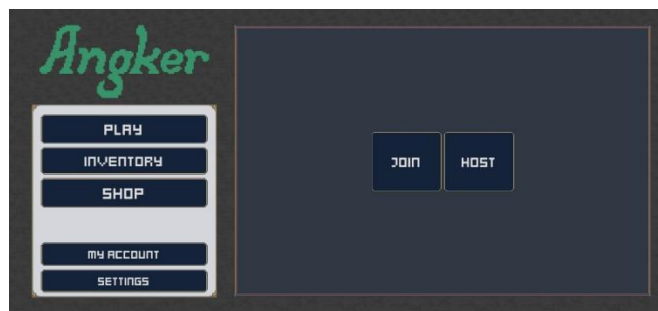 Angker
PLAY
INVENTORY
SHOP
MY ACCOUNT
SETTINGS
JOIN
HOST